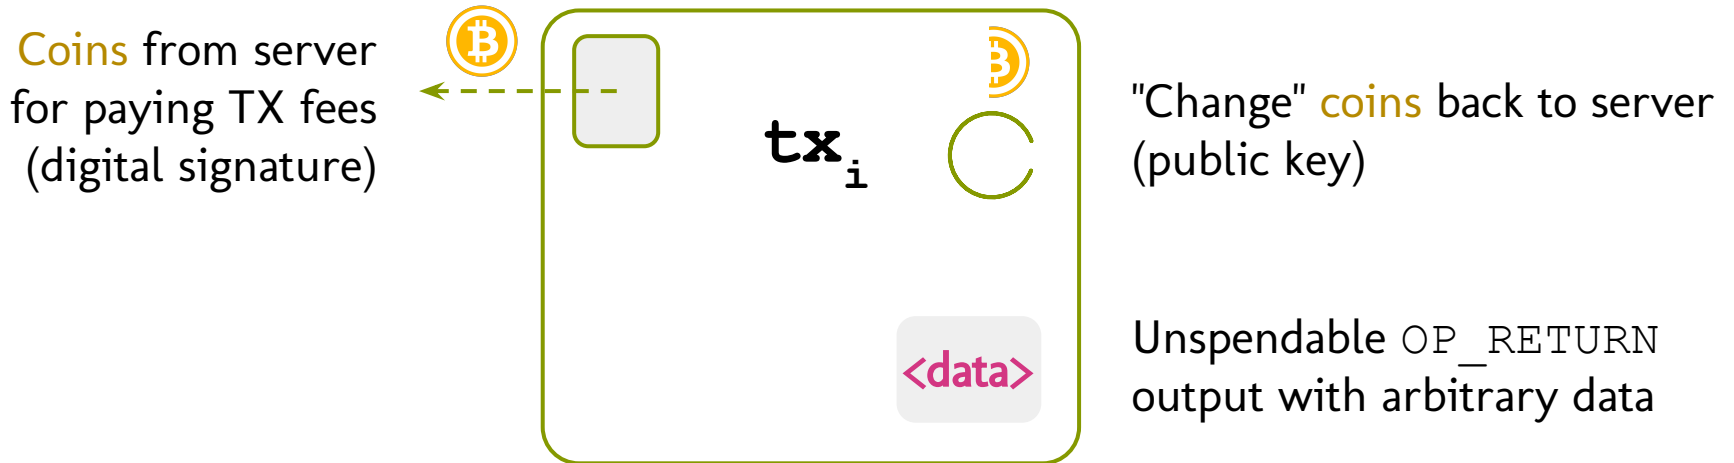 Coins from server
for paying TX fees
(digital signature)
tx_i
"Change" coins back to server
(public key)
<data>
Unspendable OP_RETURN
output with arbitrary data